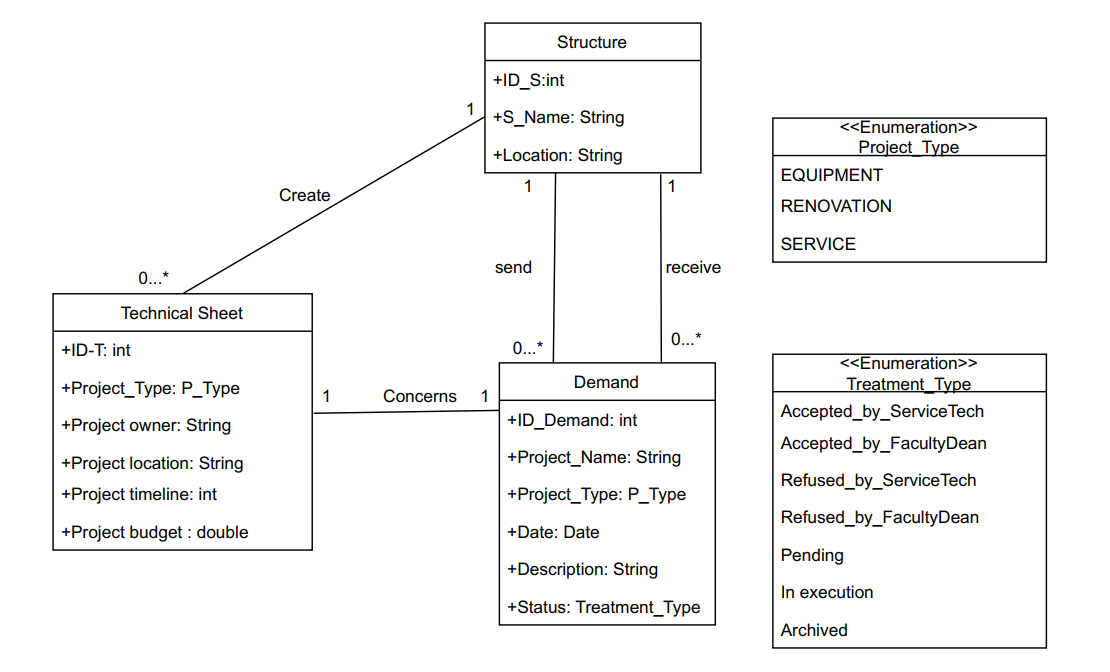 Structure
+ID_S:int
+S_Name: String
+Location: String
1
Create
0...*
1
send
0...*
1
receive
0...*
Technical Sheet
+ID-T: int
+Project_Type: P_Type
+Project owner: String
+Project location: String
+Project timeline: int
+Project budget : double
1
Concerns
1
Demand
+ID_Demand: int
+Project_Name: String
+Project_Type: P_Type
+Date: Date
+Description: String
+Status: Treatment_Type
<<Enumeration>>
Project_Type
EQUIPMENT
RENOVATION
SERVICE
<<Enumeration>>
Treatment_Type
Accepted_by_ServiceTech
Accepted_by_FacultyDean
Refused_by_ServiceTech
Refused_by_FacultyDean
Pending
In execution
Archived